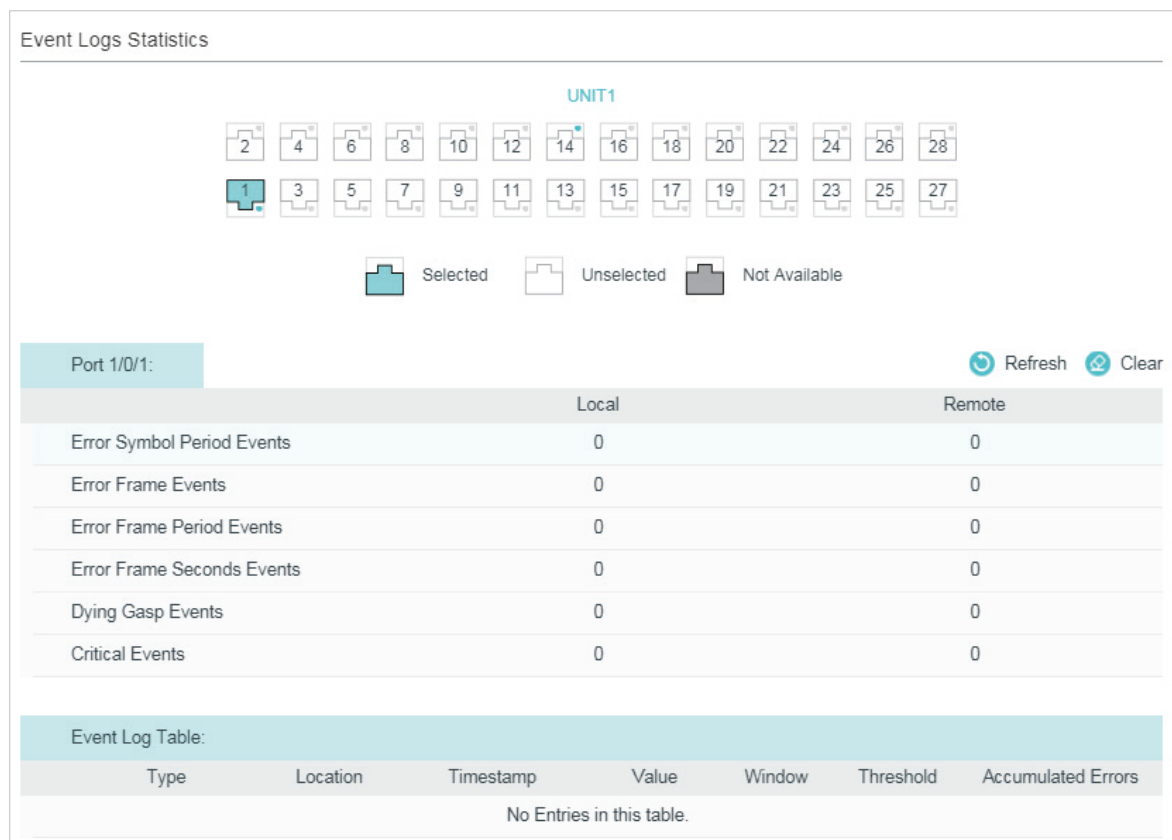 Event Logs Statistics
UNIT1
2 4 6 8 10 12 14 16 18 20 22 24 26 28
1 3 5 7 9 11 13 15 17 19 21 23 25 27
Selected Unselected Not Available
Port 1/0/1: Refresh Clear
Local Remote
Error Symbol Period Events 0 0
Error Frame Events 0 0
Error Frame Period Events 0 0
Error Frame Seconds Events 0 0
Dying Gasp Events 0 0
Critical Events 0 0
Event Log Table:
Type Location Timestamp Value Window Threshold Accumulated Errors
No Entries in this table.